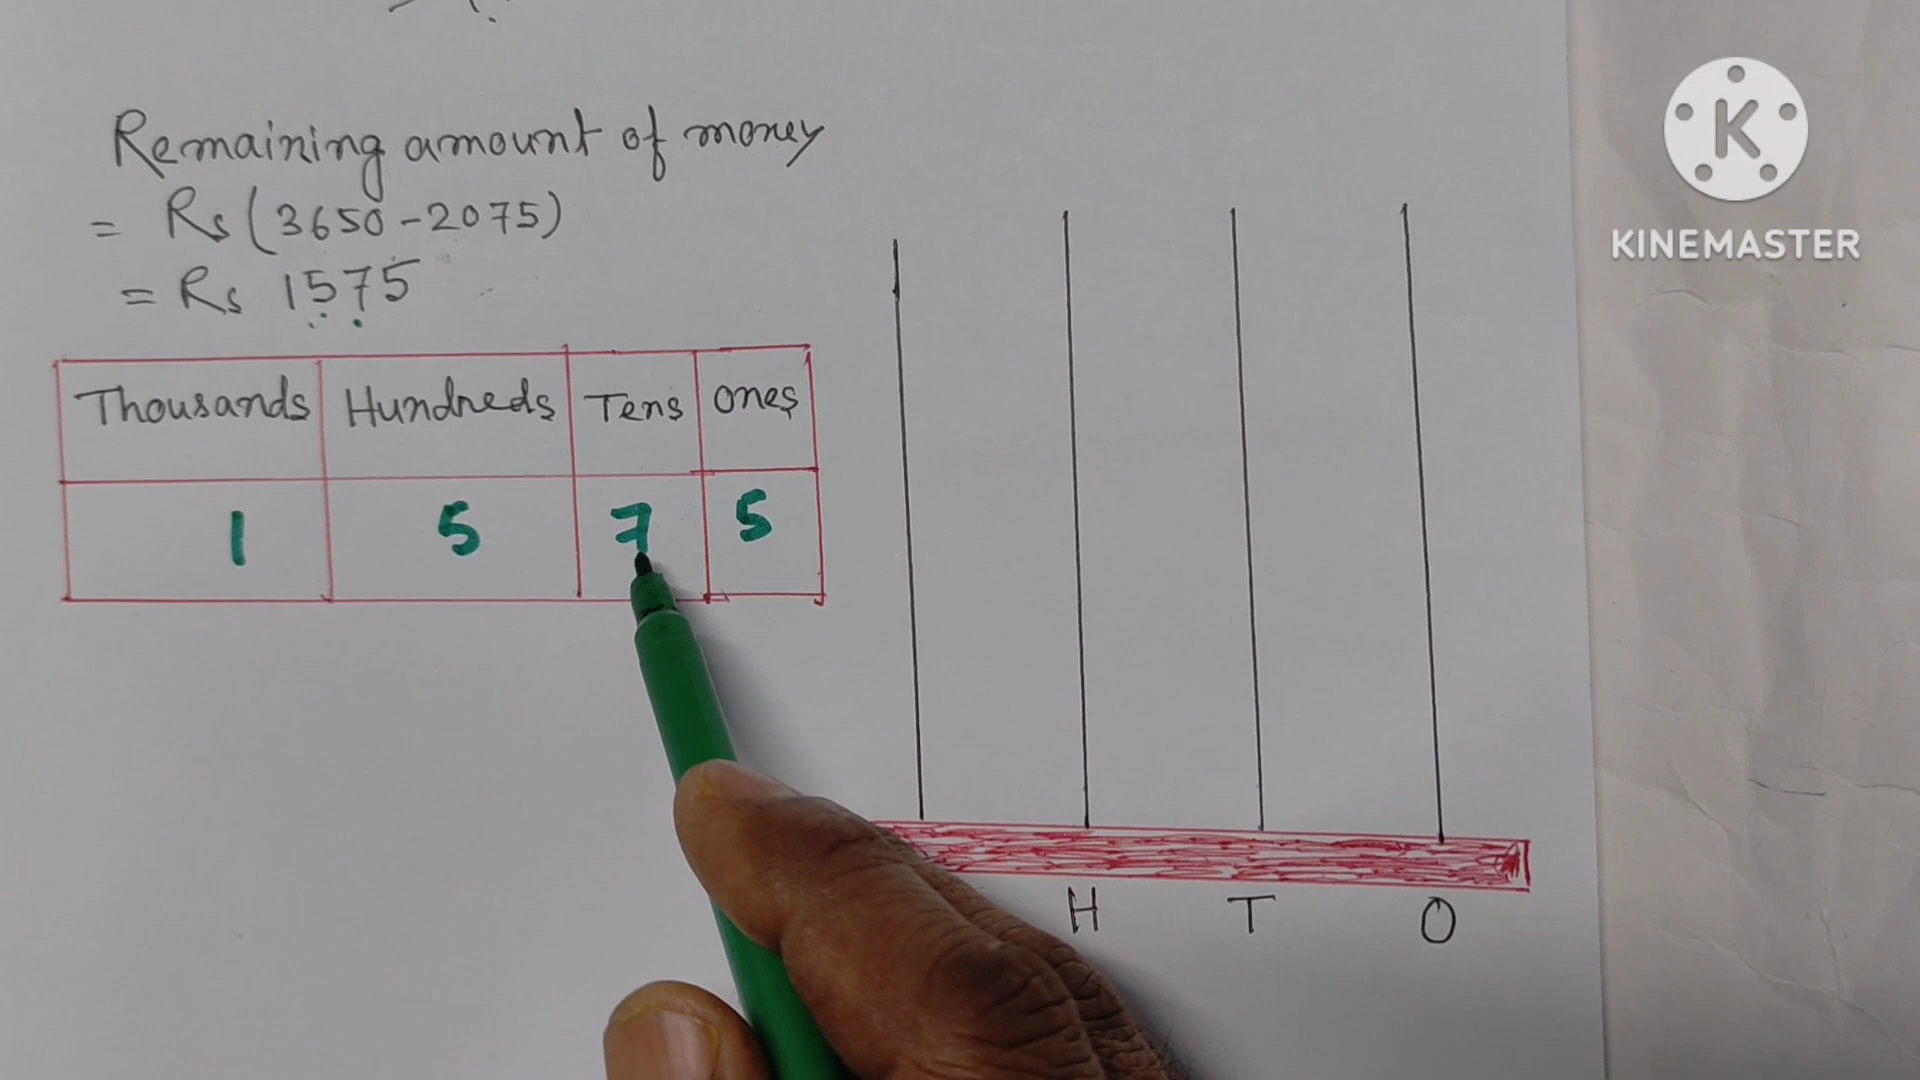 Remaining amount of money
= Rs (3650-2075)
= Rs 1575
Thousands Hundreds Tens Ones
1 5 7 5
H T O
K
KINEMASTER